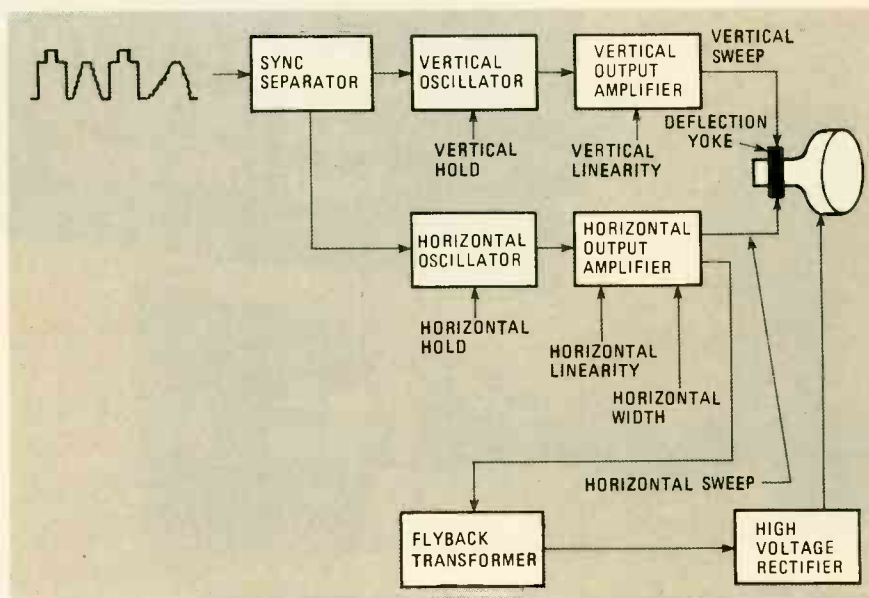 SYNC
SEPARATOR
VERTICAL
OSCILLATOR
VERTICAL
OUTPUT
AMPLIFIER
VERTICAL
SWEEP
DEFLECTION
YOKE
VERTICAL
HOLD
VERTICAL
LINEARITY
HORIZONTAL
OSCILLATOR
HORIZONTAL
OUTPUT
AMPLIFIER
HORIZONTAL
HOLD
HORIZONTAL
LINEARITY
HORIZONTAL
WIDTH
HORIZONTAL SWEEP
FLYBACK
TRANSFORMER
HIGH
VOLTAGE
RECTIFIER